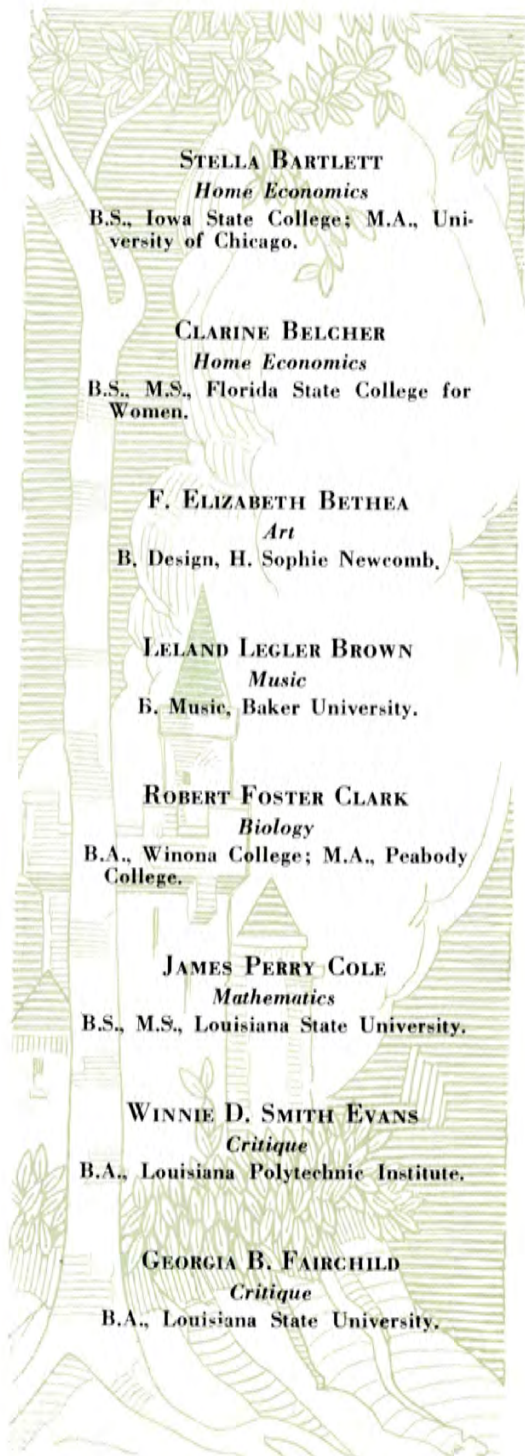 STELLA BARTLETT
Home Economics
B.S., Iowa State College; M.A., Uni-
versity of Chicago.
CLARINE BELCHER
Home Economics
B.S., M.S., Florida State College for
Women.
F. ELIZABETH BETHEA
Art
B. Design, H. Sophie Newcomb.
LELAND LEGLER BROWN
Music
B. Music, Baker University.
ROBERT FOSTER CLARK
Biology
B.A., Winona College; M.A., Peabody
College.
JAMES PERRY COLE
Mathematics
B.S., M.S., Louisiana State University.
WINNIE D. SMITH EVANS
Critique
B.A., Louisiana Polytechnic Institute.
GEORGIA B. FAIRCHILD
Critique
B.A., Louisiana State University.